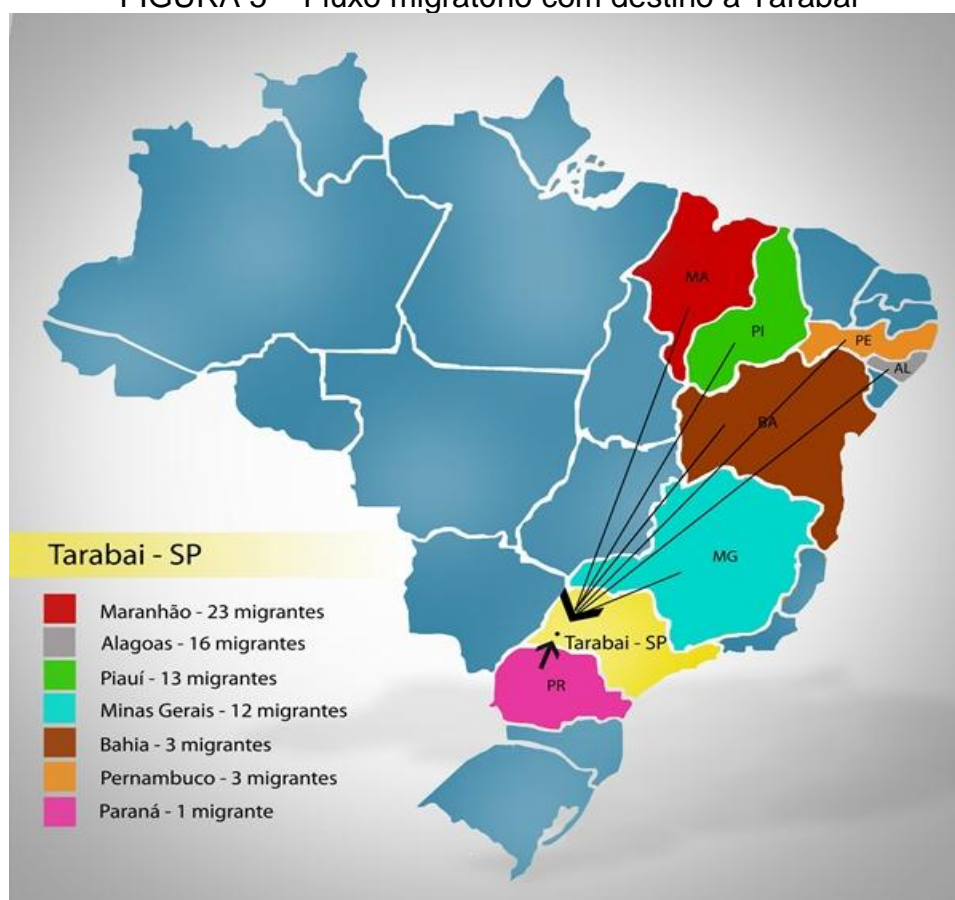 FIGURA 5 – Fluxo migratório com destino a Tarabai
MA
PI
PE
AL
BA
MG
Tarabai - SP
PR
Tarabai - SP
Maranhão - 23 migrantes
Alagoas - 16 migrantes
Piauí - 13 migrantes
Minas Gerais - 12 migrantes
Bahia - 3 migrantes
Pernambuco - 3 migrantes
Paraná - 1 migrante